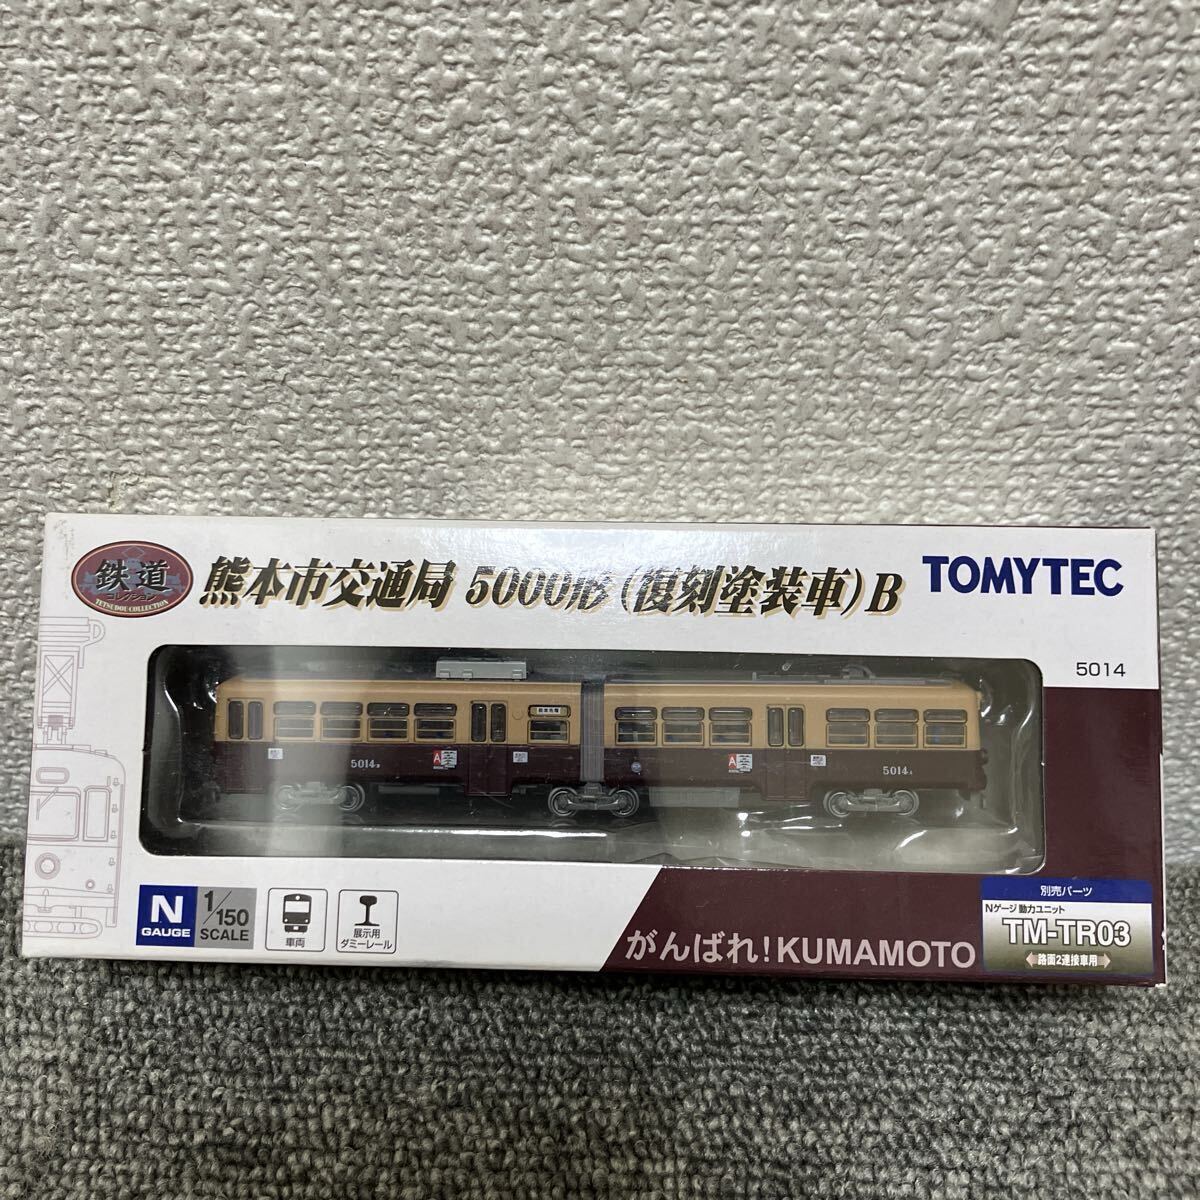 鉄道
コレクション
TETSUDOU COLLECTION
熊本市交通局 5000形(復刻塗装車)B
TOMYTEC
5014
5014B
A
A
5014A
N
GAUGE
1/150
SCALE
車両
展示用
ダミーレール
がんばれ!KUMAMOTO
別売パーツ
Nゲージ動力ユニット
TM-TR03
路面2連接車用